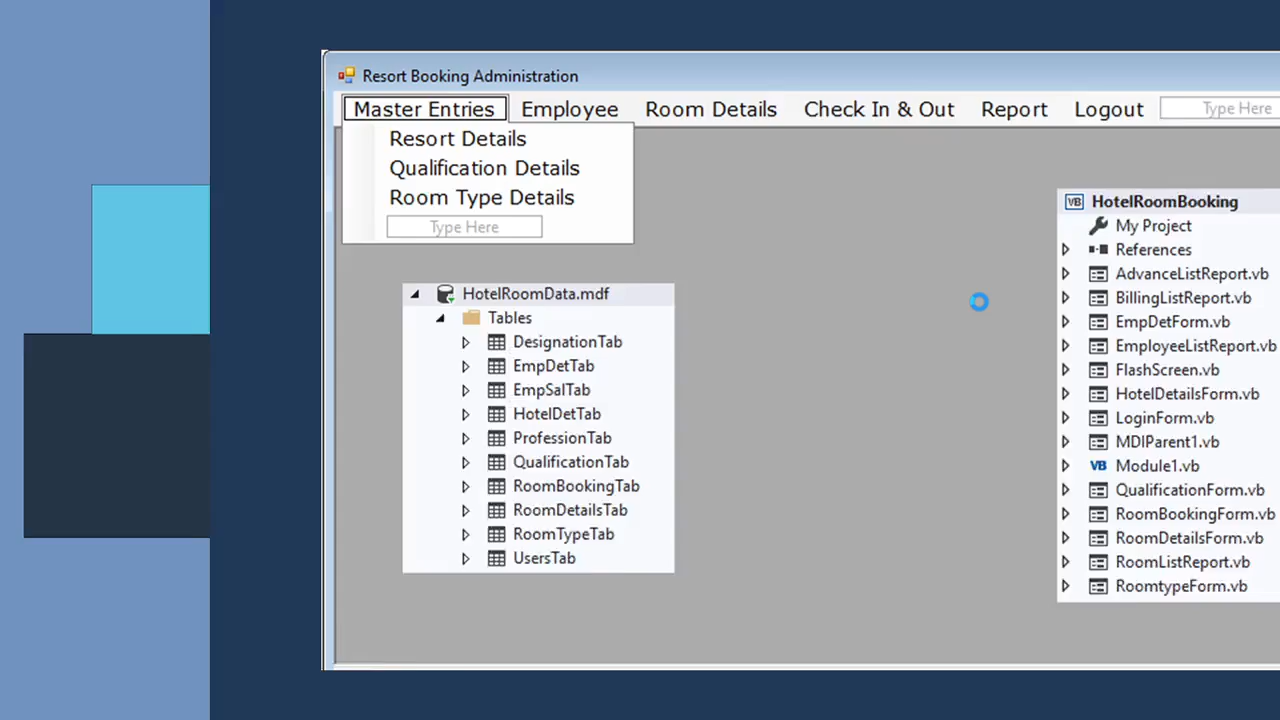 Resort Booking Administration
Master Entries Employee Room Details Check In & Out Report Logout Type Here
Resort Details
Qualification Details
Room Type Details
Type Here
HotelRoomData.mdf
Tables
DesignationTab
EmpDetTab
EmpSalTab
HotelDetTab
ProfessionTab
QualificationTab
RoomBookingTab
RoomDetailsTab
RoomTypeTab
UsersTab
VB HotelRoomBooking
My Project
References
AdvanceListReport.vb
BillingListReport.vb
EmpDetForm.vb
EmployeeListReport.vb
FlashScreen.vb
HotelDetailsForm.vb
LoginForm.vb
MDIParent1.vb
VB Module1.vb
QualificationForm.vb
RoomBookingForm.vb
RoomDetailsForm.vb
RoomListReport.vb
RoomtypeForm.vb